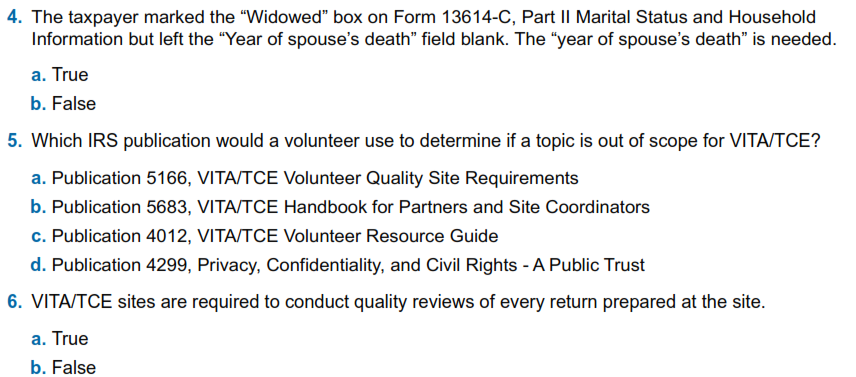 4. The taxpayer marked the “Widowed” box on Form 13614-C, Part II Marital Status and Household
Information but left the “Year of spouse’s death” field blank. The “year of spouse’s death” is needed.
a. True
b. False
5. Which IRS publication would a volunteer use to determine if a topic is out of scope for VITA/TCE?
a. Publication 5166, VITA/TCE Volunteer Quality Site Requirements
b. Publication 5683, VITA/TCE Handbook for Partners and Site Coordinators
c. Publication 4012, VITA/TCE Volunteer Resource Guide
d. Publication 4299, Privacy, Confidentiality, and Civil Rights - A Public Trust
6. VITA/TCE sites are required to conduct quality reviews of every return prepared at the site.
a. True
b. False